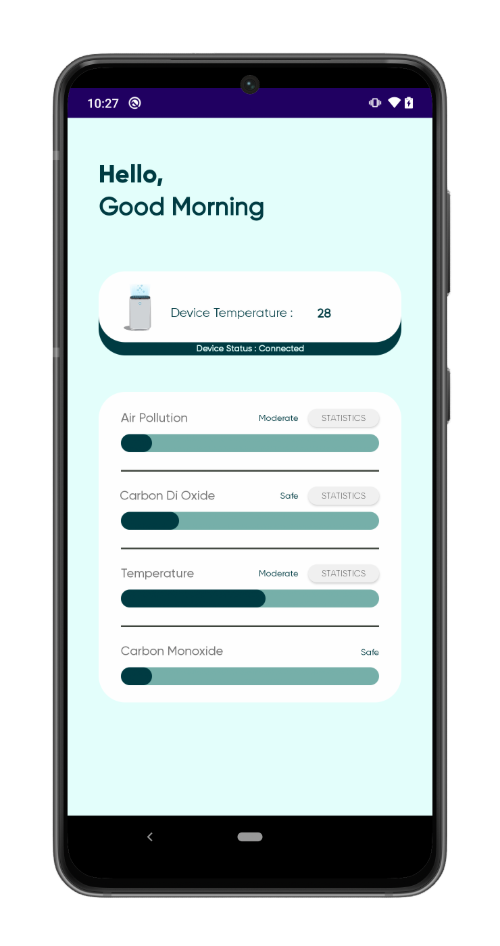 10:27
Hello,
Good Morning
Device Temperature : 28
Device Status : Connected
Air Pollution Moderate STATISTICS
Carbon Di Oxide Safe STATISTICS
Temperature Moderate STATISTICS
Carbon Monoxide Safe